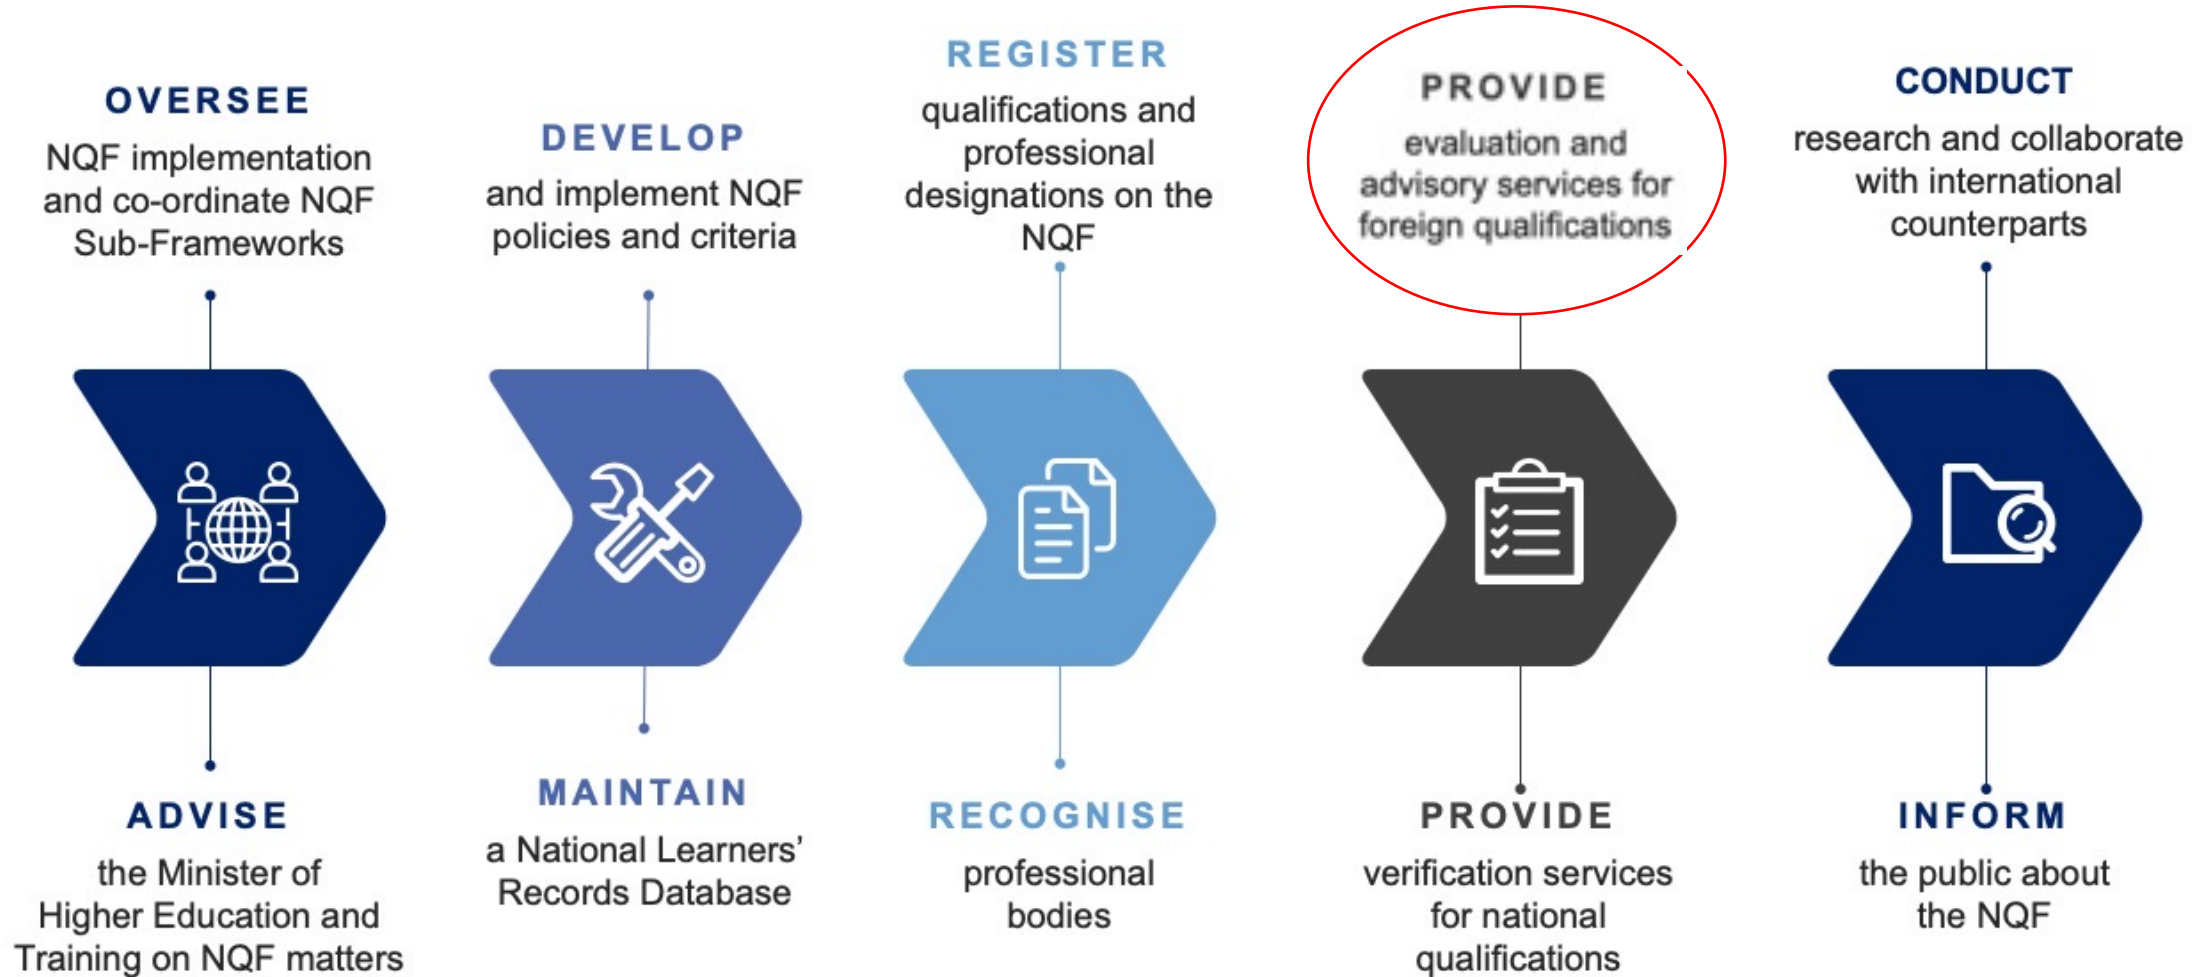 OVERSEE
NQF implementation
and co-ordinate NQF
Sub-Frameworks
DEVELOP
and implement NQF
policies and criteria
REGISTER
qualifications and
professional
designations on the
NQF
PROVIDE
evaluation and
advisory services for
foreign qualifications
CONDUCT
research and collaborate
with international
counterparts
ADVISE
the Minister of
Higher Education and
Training on NQF matters
MAINTAIN
a National Learners’
Records Database
RECOGNISE
professional
bodies
PROVIDE
verification services
for national
qualifications
INFORM
the public about
the NQF